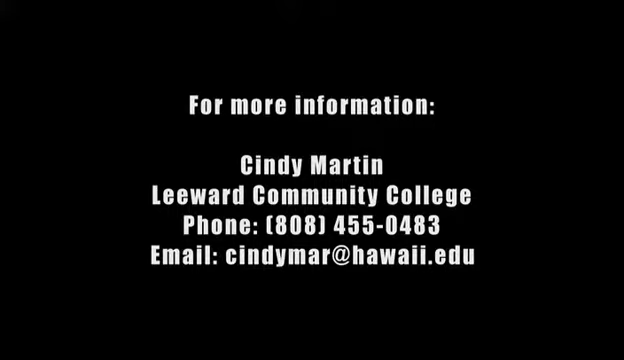 For more information:
Cindy Martin
Leeward Community College
Phone: (808) 455-0483
Email: cindymar@hawaii.edu